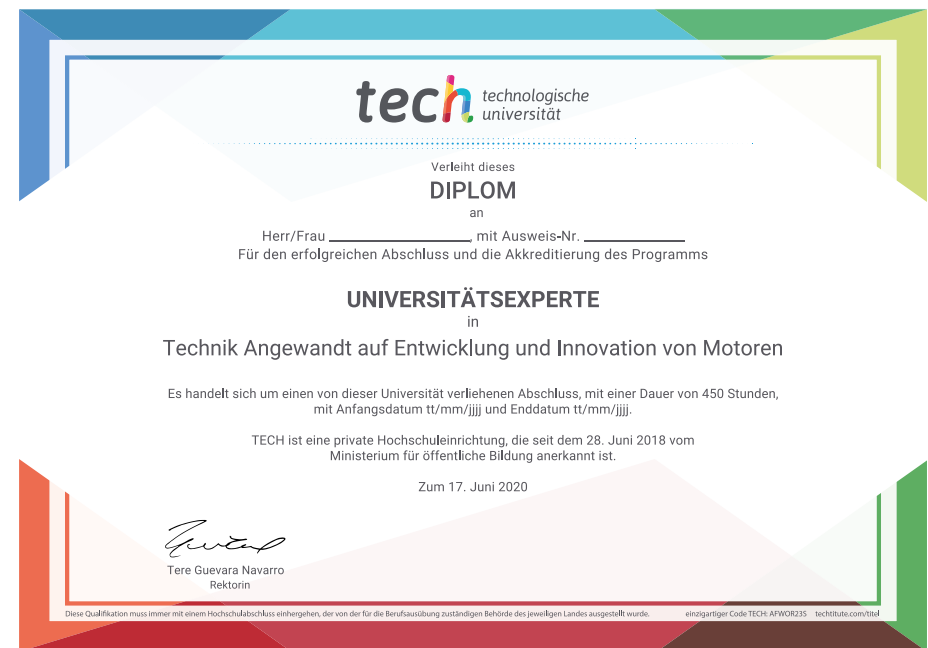 tech technologische
universität
Verleiht dieses
DIPLOM
an
Herr/Frau ____________, mit Ausweis-Nr. ____________
Für den erfolgreichen Abschluss und die Akkreditierung des Programms
UNIVERSITÄTSEXPERTE
in
Technik Angewandt auf Entwicklung und Innovation von Motoren
Es handelt sich um einen von dieser Universität verliehenen Abschluss, mit einer Dauer von 450 Stunden,
mit Anfangsdatum tt/mm/jjjj und Enddatum tt/mm/jjjj.
TECH ist eine private Hochschuleinrichtung, die seit dem 28. Juni 2018 vom
Ministerium für öffentliche Bildung anerkannt ist.
Zum 17. Juni 2020
Tere Guevara Navarro
Rektorin
Diese Qualifikation muss immer mit einem Hochschulabschluss einhergehen, der von der für die Berufsausübung zuständigen Behörde des jeweiligen Landes ausgestellt wurde. einzigartiger Code TECH: AFWOR23S techtitute.com/titel